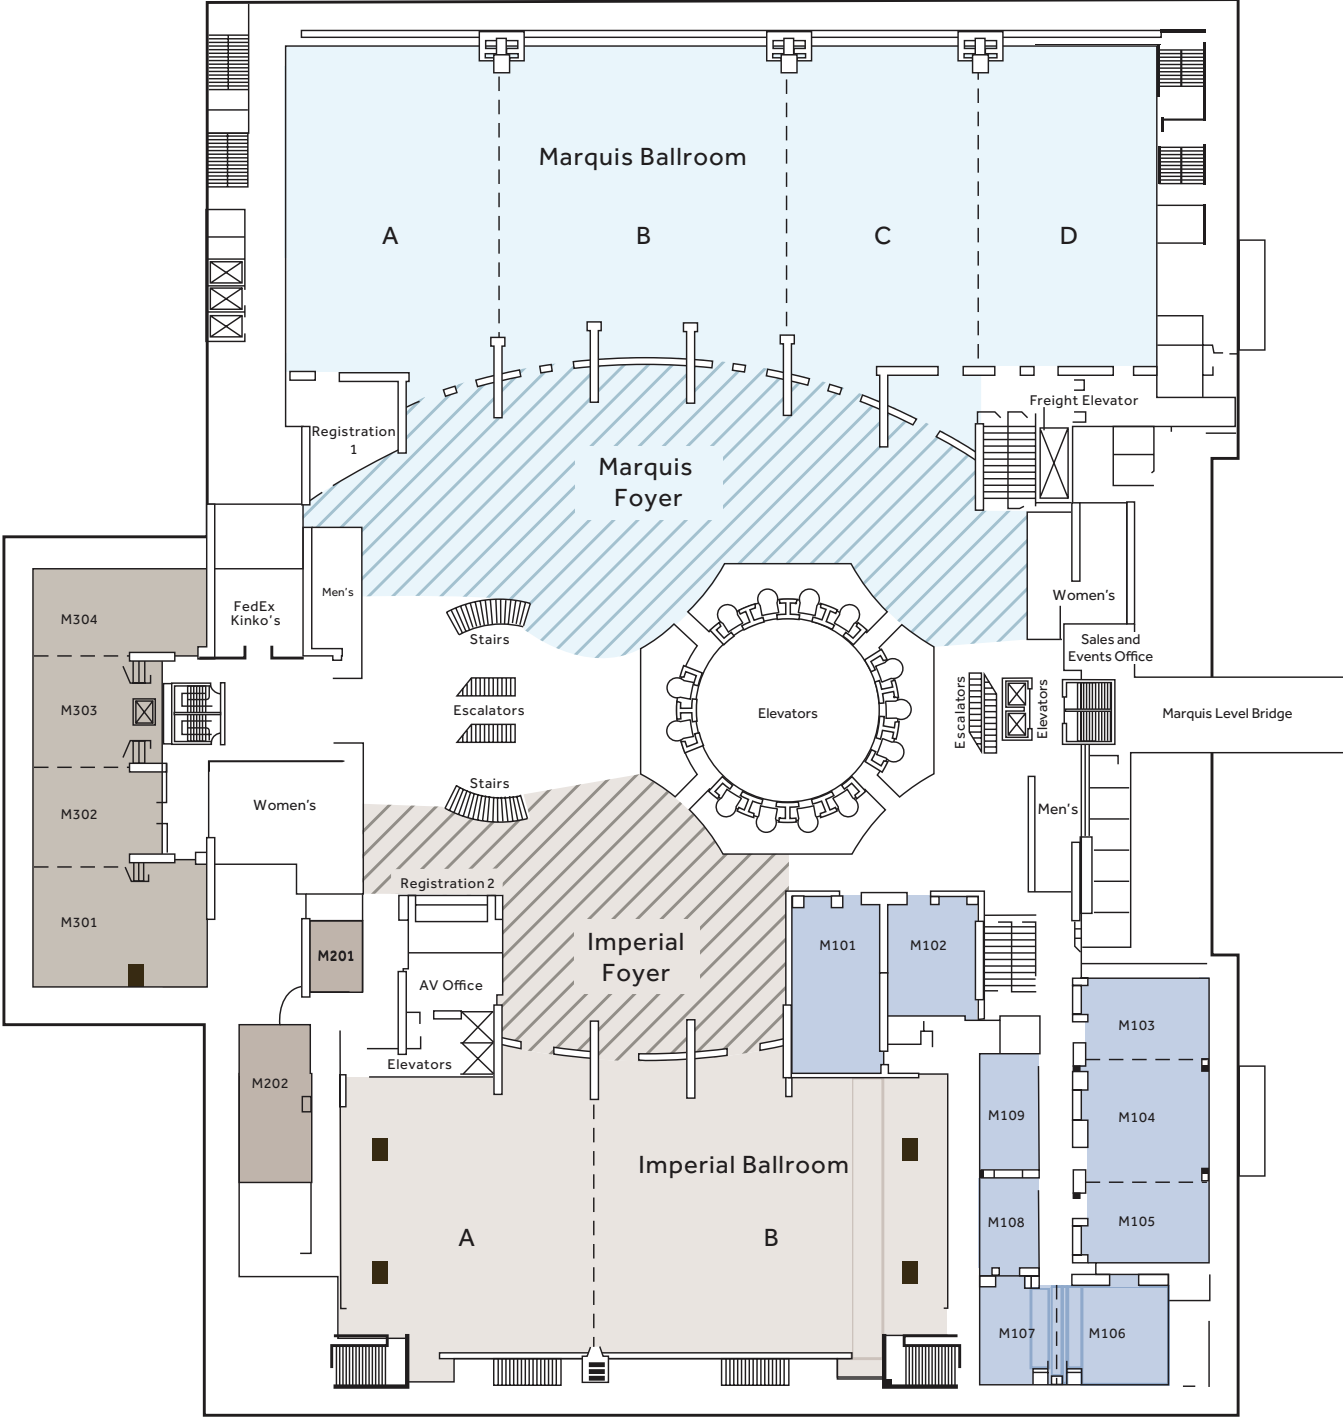 Marquis Ballroom
A
B
C
D
Freight Elevator
Registration
1
Marquis
Foyer
Men's
FedEx
Kinko's
Women's
M304
Stairs
Sales and
Events Office
M303
Escalators
Elevators
Escalators
Elevators
Marquis Level Bridge
Stairs
M302
Women's
Men's
Registration 2
M301
Imperial
Foyer
M101
M102
M201
AV Office
M103
Elevators
M202
M109
M104
Imperial Ballroom
A
B
M108
M105
M107
M106